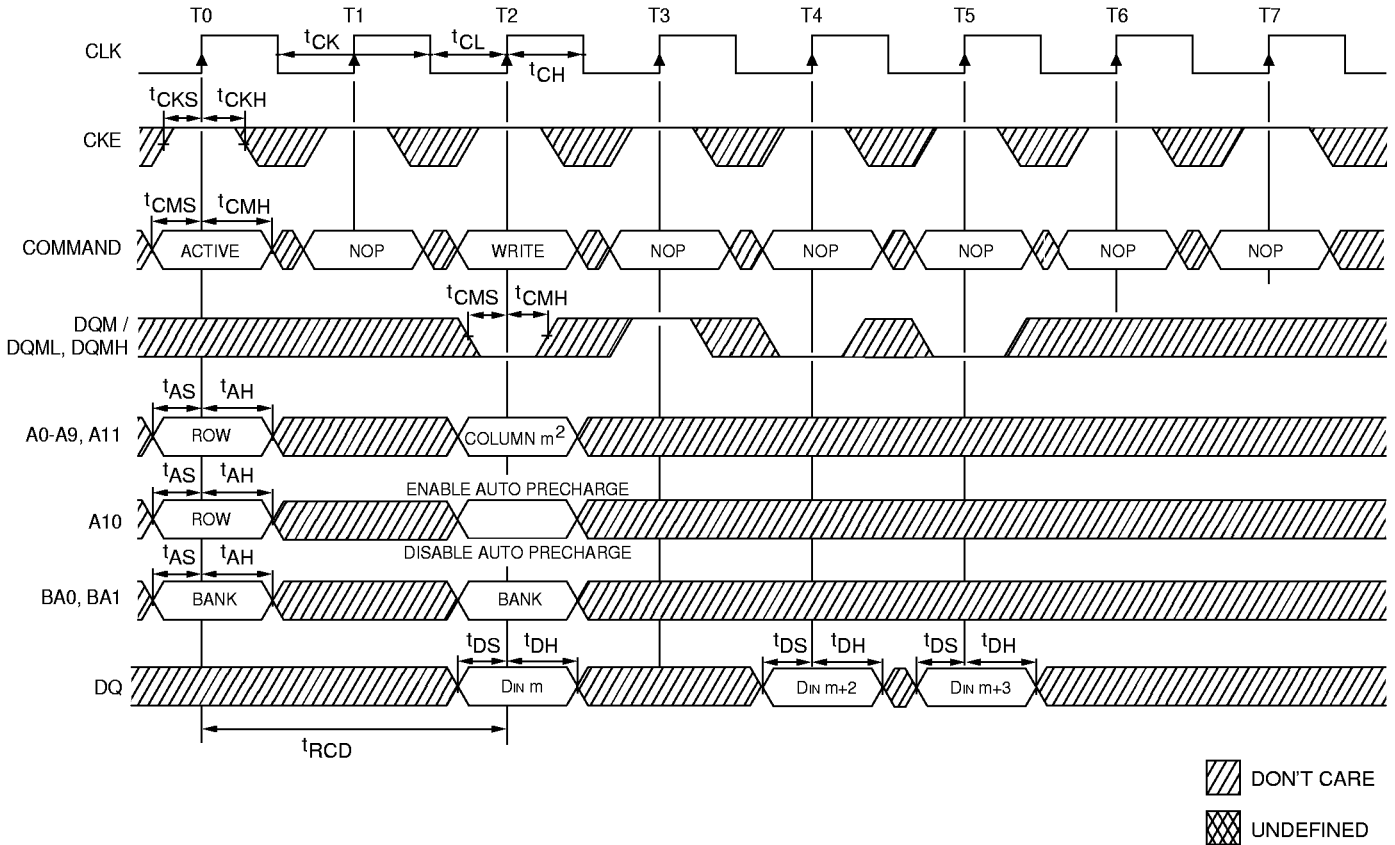 T0 T1 T2 T3 T4 T5 T6 T7
CLK tCK tCL tCH
tCKS tCKH
CKE
tCMS tCMH
COMMAND ACTIVE NOP WRITE NOP NOP NOP NOP NOP
tCMS tCMH
DQM /
DQML, DQMH
tAS tAH
A0-A9, A11 ROW COLUMN m2
tAS tAH ENABLE AUTO PRECHARGE
A10 ROW
tAS tAH DISABLE AUTO PRECHARGE
BA0, BA1 BANK BANK
tDS tDH tDS tDH tDS tDH
DQ DIN m DIN m+2 DIN m+3
tRCD
DON'T CARE
UNDEFINED